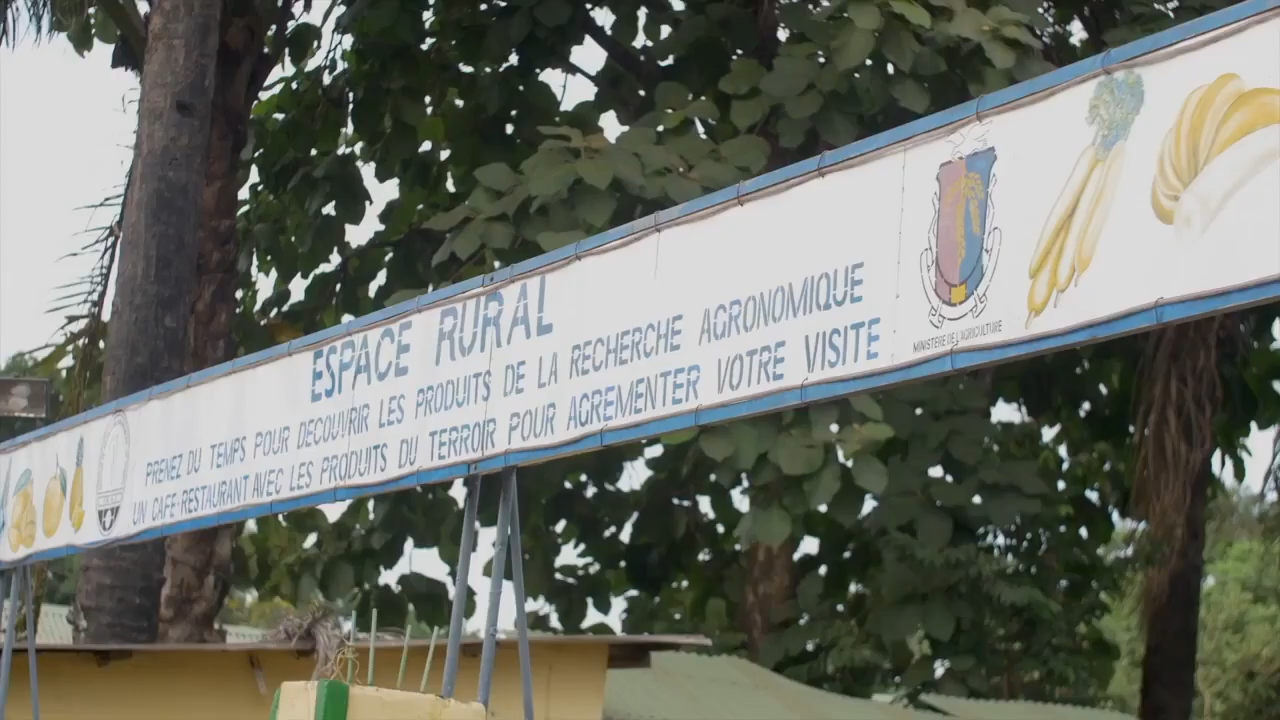 ESPACE RURAL
PRENEZ DU TEMPS POUR DECOUVRIR LES PRODUITS DE LA RECHERCHE AGRONOMIQUE
UN CAFE-RESTAURANT AVEC LES PRODUITS DU TERROIR POUR AGREMENTER VOTRE VISITE
MINISTERE DE L'AGRICULTURE